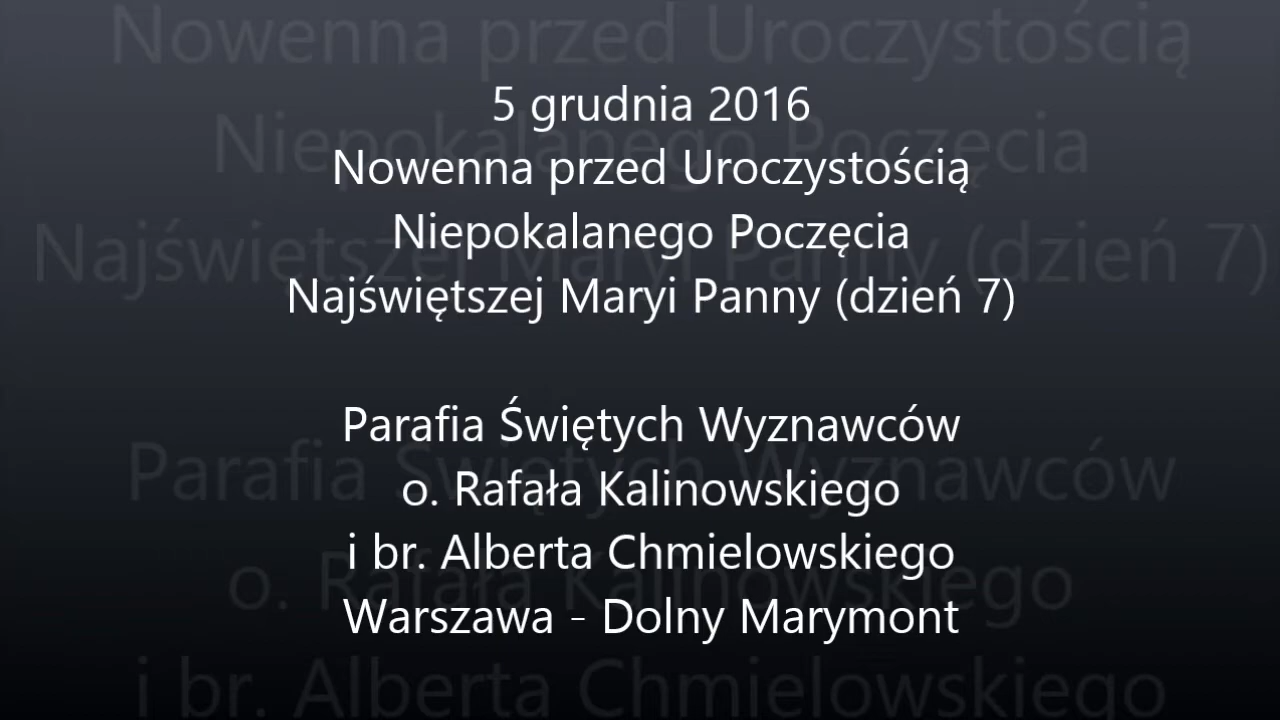 5 grudnia 2016
Nowenna przed Uroczystością
Niepokalanego Poczęcia
Najświętszej Maryi Panny (dzień 7)
Parafia Świętych Wyznawców
o. Rafała Kalinowskiego
i br. Alberta Chmielowskiego
Warszawa - Dolny Marymont